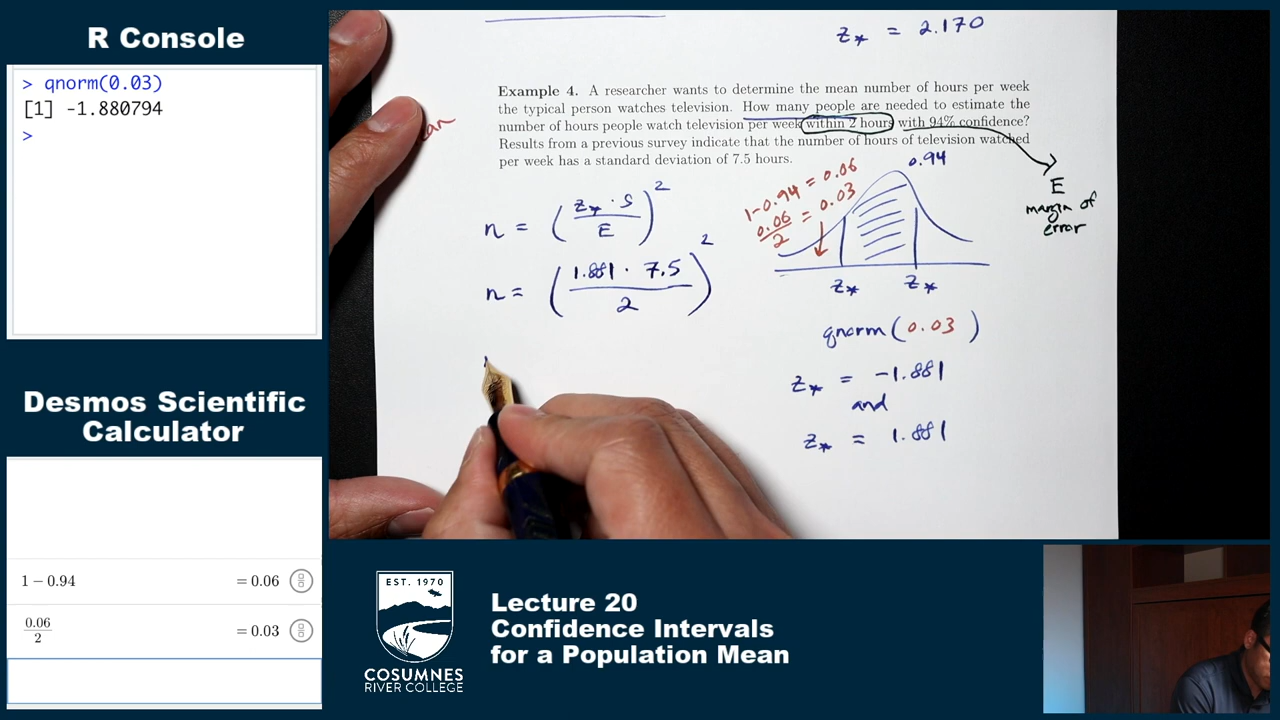 R Console
> qnorm(0.03)
[1] -1.880794
>
Desmos Scientific
Calculator
1 − 0.94 = 0.06
0.06
2
= 0.03
z* = 2.170
Example 4. A researcher wants to determine the mean number of hours per week
the typical person watches television. How many people are needed to estimate the
number of hours people watch television per week within 2 hours with 94% confidence?
Results from a previous survey indicate that the number of hours of television watched
per week has a standard deviation of 7.5 hours.
n = (z* · s / E)²
n = (1.881 · 7.5 / 2)²
1-0.94 = 0.06
0.06/2 = 0.03
0.94
E
margin of
error
z* z*
qnorm(0.03)
z* = -1.881
and
z* = 1.881
EST. 1970
COSUMNES
RIVER COLLEGE
Lecture 20
Confidence Intervals
for a Population Mean